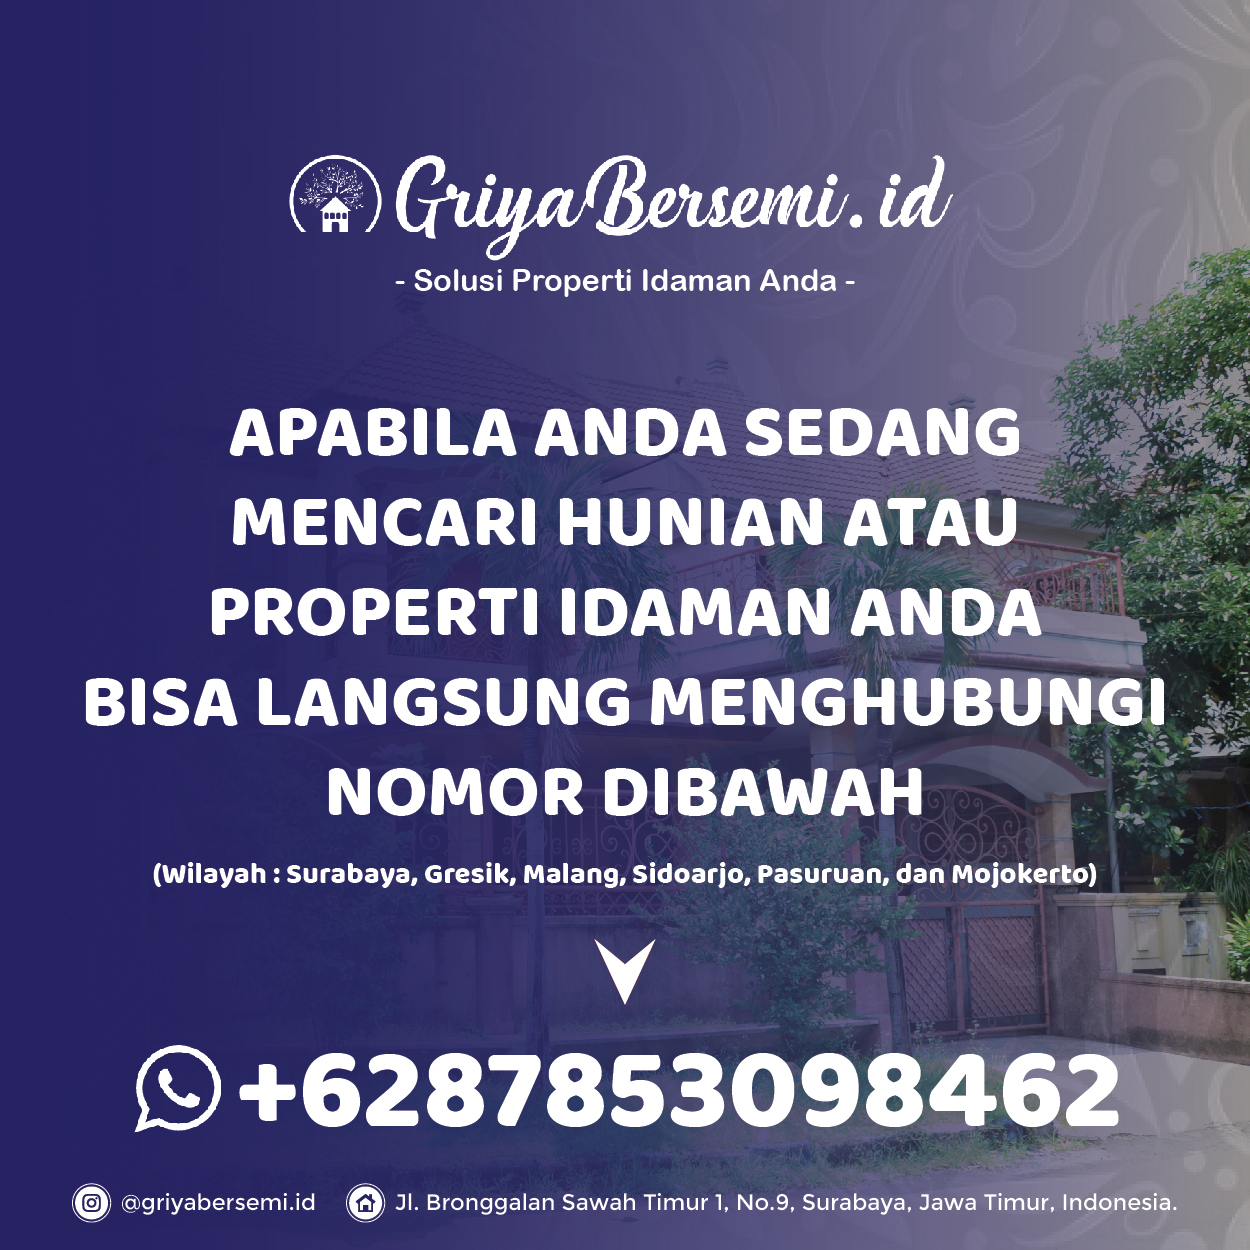 GriyaBersemi.id
- Solusi Properti Idaman Anda -
APABILA ANDA SEDANG
MENCARI HUNIAN ATAU
PROPERTI IDAMAN ANDA
BISA LANGSUNG MENGHUBUNGI
NOMOR DIBAWAH
(Wilayah : Surabaya, Gresik, Malang, Sidoarjo, Pasuruan, dan Mojokerto)
+6287853098462
@griyabersemi.id Jl. Bronggalan Sawah Timur 1, No.9, Surabaya, Jawa Timur, Indonesia.